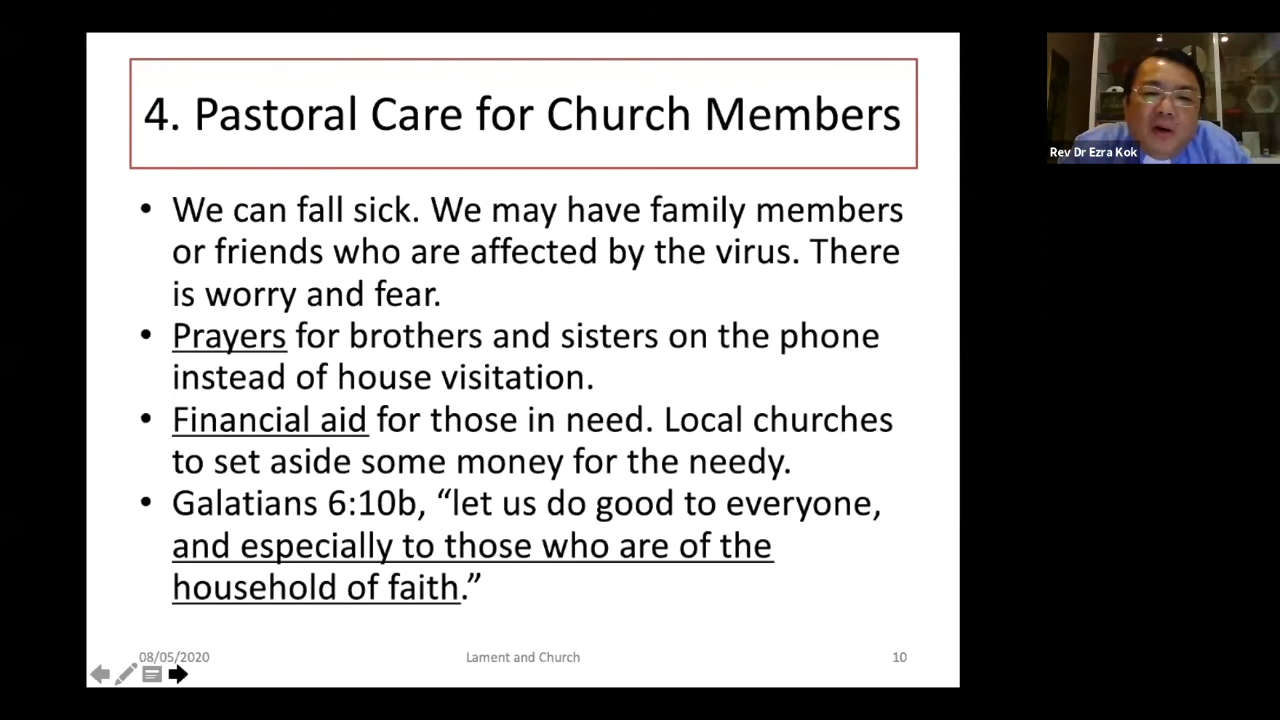 4. Pastoral Care for Church Members
• We can fall sick. We may have family members
or friends who are affected by the virus. There
is worry and fear.
• Prayers for brothers and sisters on the phone
instead of house visitation.
• Financial aid for those in need. Local churches
to set aside some money for the needy.
• Galatians 6:10b, “let us do good to everyone,
and especially to those who are of the
household of faith.”
08/05/2020
Lament and Church
10
Rev Dr Ezra Kok